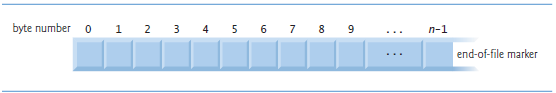 byte number 0 1 2 3 4 5 6 7 8 9 ... n-1
... end-of-file marker